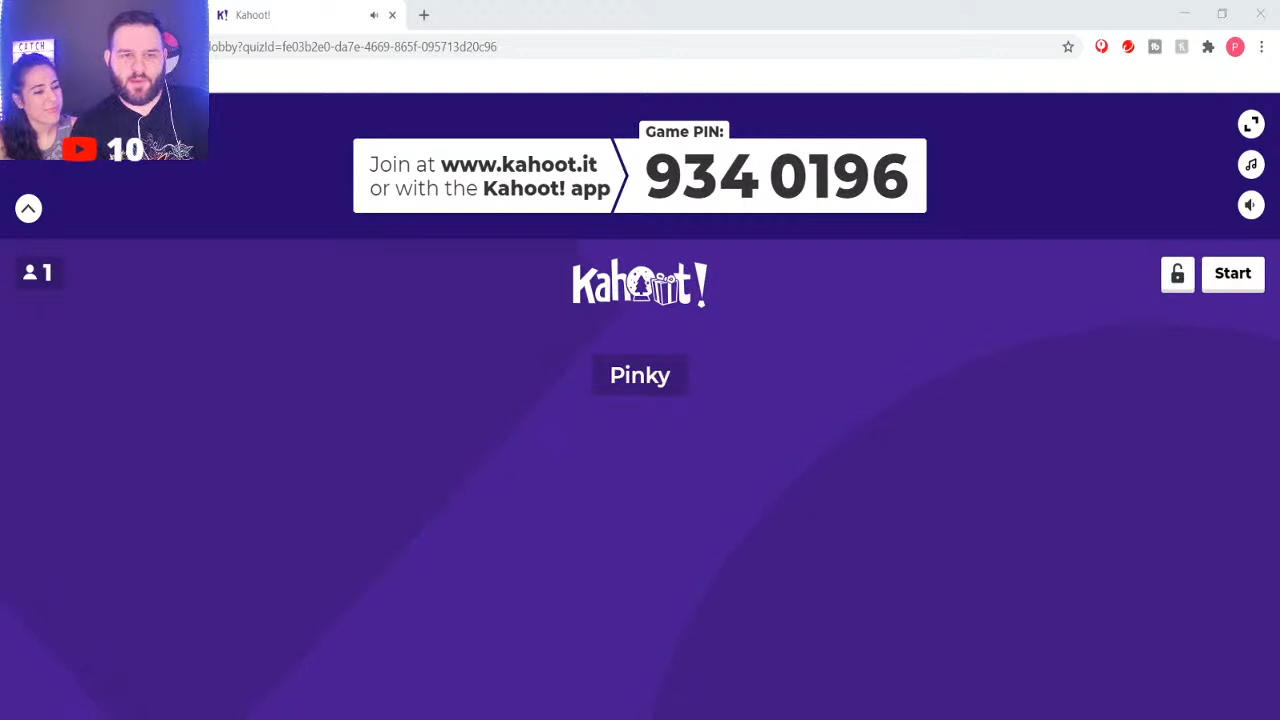 Kahoot!
lobby?quizId=fe03b2e0-da7e-4669-865f-095713d20c96
P
CATCH
10
Game PIN:
Join at www.kahoot.it
or with the Kahoot! app
934 0196
1
Kahoot!
Start
Pinky